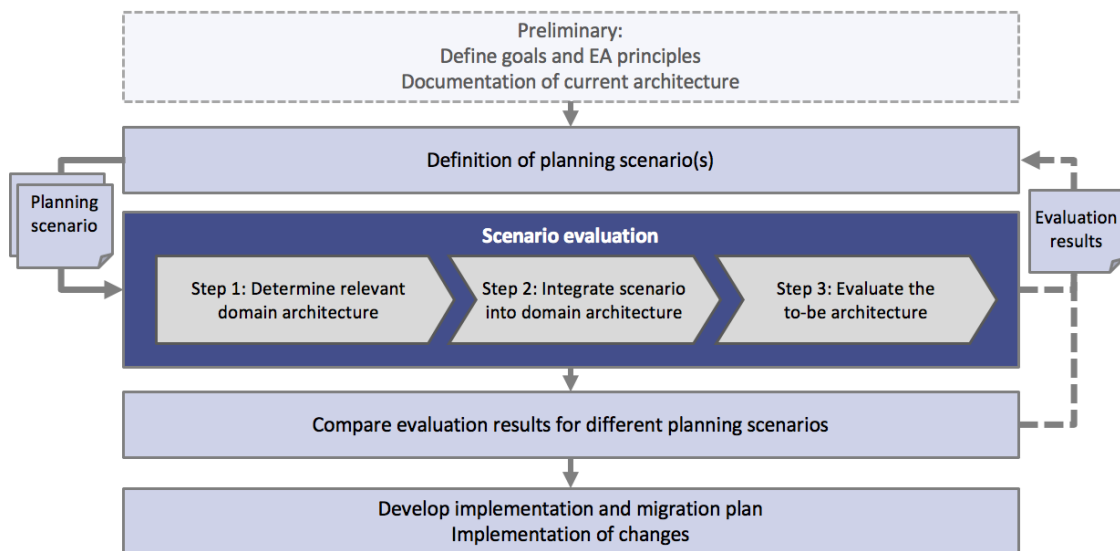 Preliminary:
Define goals and EA principles
Documentation of current architecture
Definition of planning scenario(s)
Planning
scenario
Evaluation
results
Scenario evaluation
Step 1: Determine relevant
domain architecture
Step 2: Integrate scenario
into domain architecture
Step 3: Evaluate the
to-be architecture
Compare evaluation results for different planning scenarios
Develop implementation and migration plan
Implementation of changes